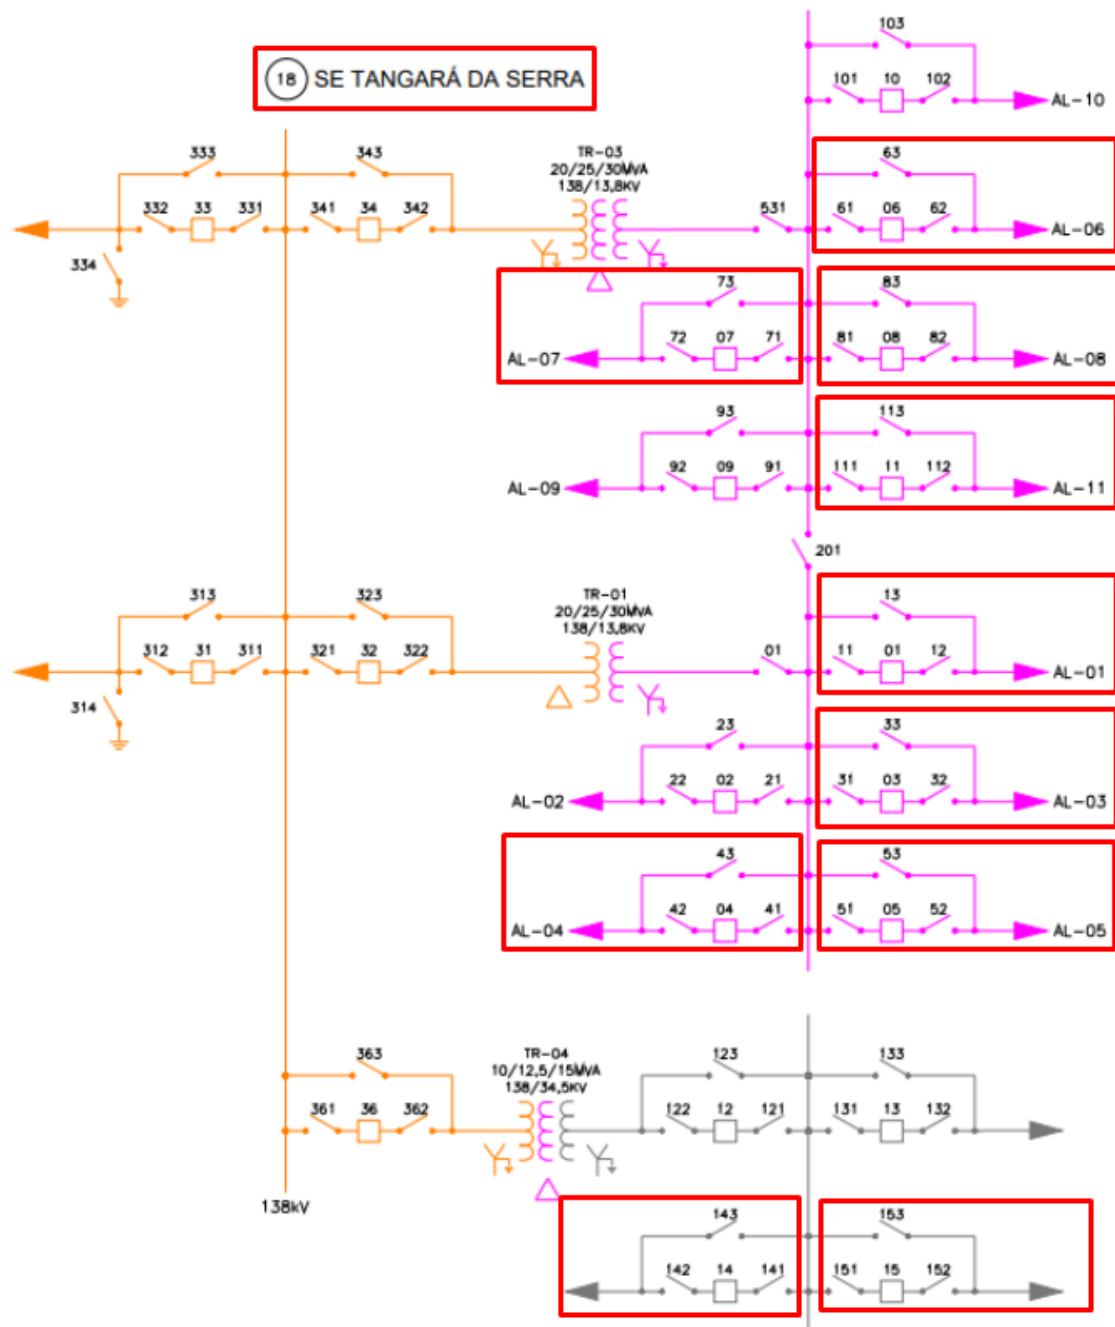 18 SE TANGARÁ DA SERRA
103
101 10 102
AL-10
333 343
TR-03
20/25/30MVA
138/13,8KV
63
332 33 331 341 34 342
531
61 06 62
AL-06
334
73 83
AL-07
72 07 71
81 08 82
AL-08
93 113
AL-09
92 09 91
111 11 112
AL-11
201
313 323
TR-01
20/25/30MVA
138/13,8KV
13
312 31 311 321 32 322
01
11 01 12
AL-01
314
23 33
AL-02
22 02 21
31 03 32
AL-03
43 53
AL-04
42 04 41
51 05 52
AL-05
363
TR-04
10/12,5/15MVA
138/34,5KV
123 133
361 36 362
122 12 121
131 13 132
138kV
143 153
142 14 141
151 15 152